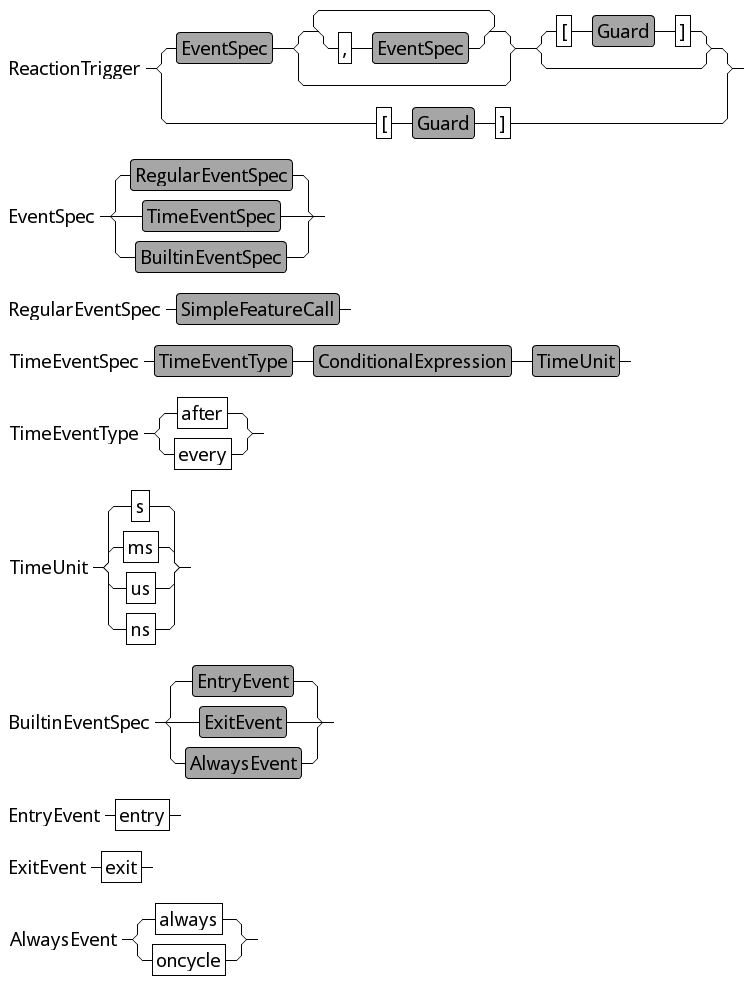 EventSpec , EventSpec [ Guard ]
ReactionTrigger
[ Guard ]
RegularEventSpec
EventSpec TimeEventSpec
BuiltinEventSpec
RegularEventSpec SimpleFeatureCall
TimeEventSpec TimeEventType ConditionalExpression TimeUnit
after
TimeEventType
every
s
ms
TimeUnit
us
ns
EntryEvent
BuiltinEventSpec ExitEvent
AlwaysEvent
EntryEvent entry
ExitEvent exit
always
AlwaysEvent
oncycle